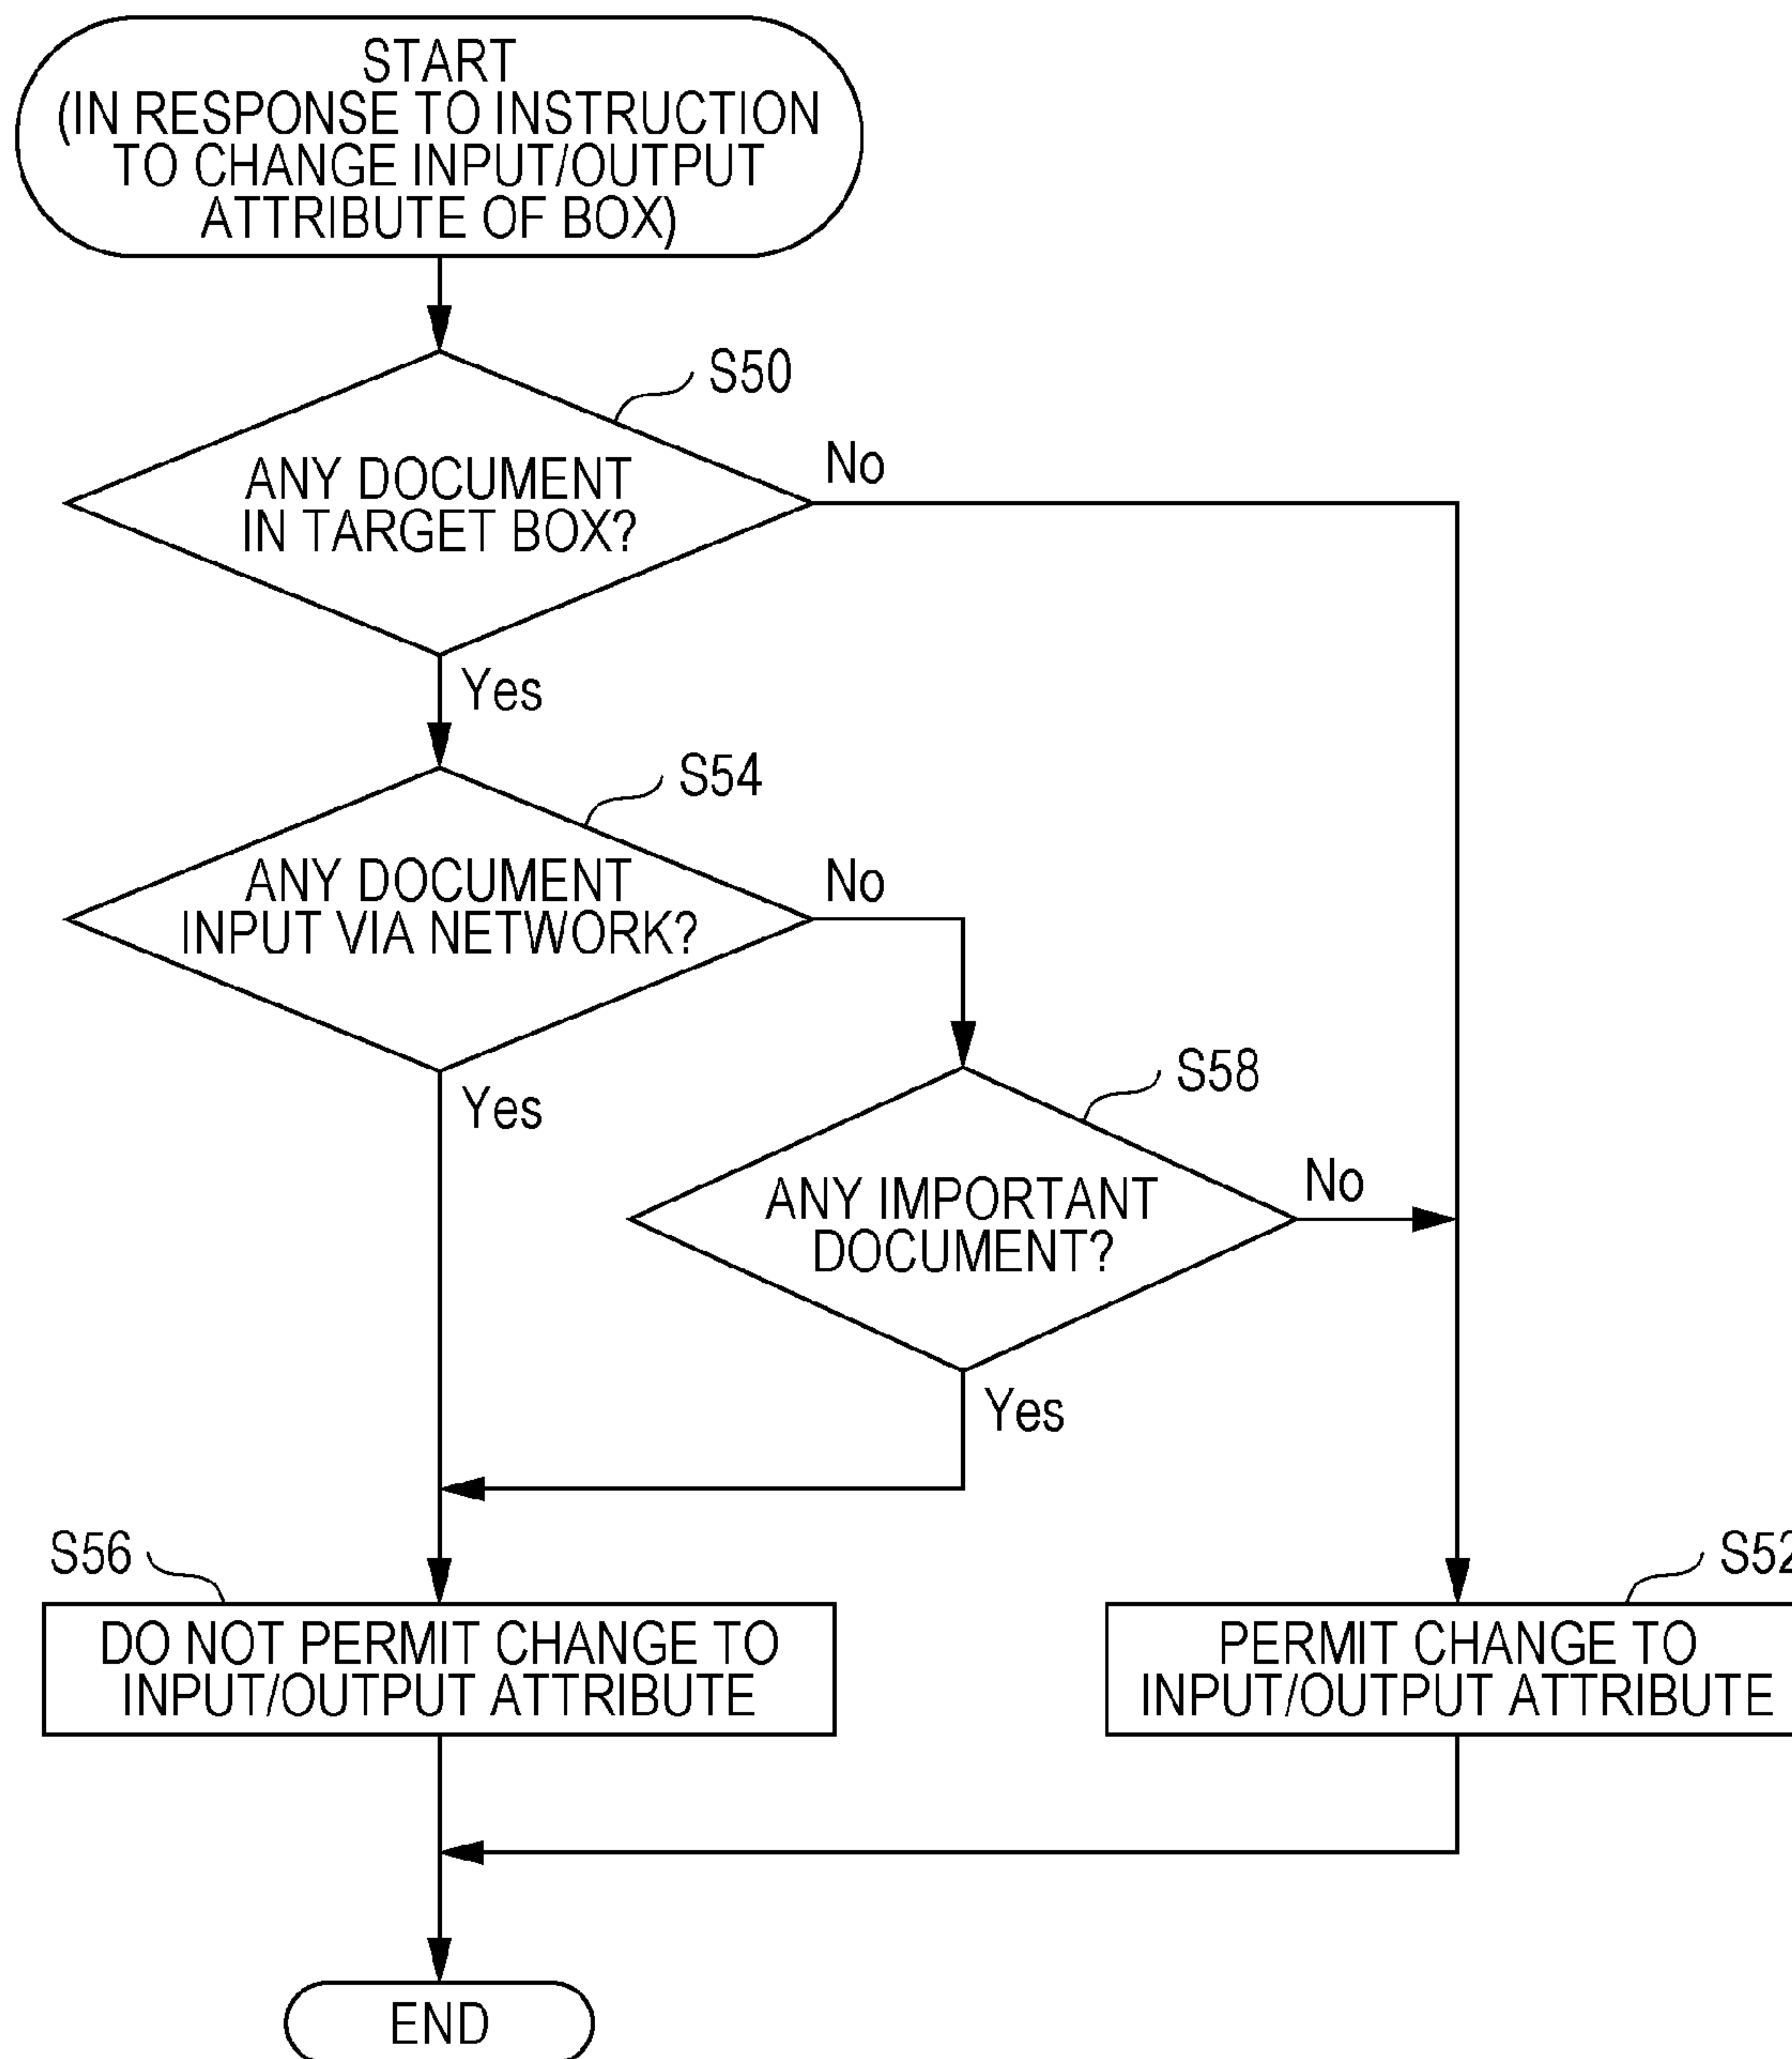 START
(IN RESPONSE TO INSTRUCTION
TO CHANGE INPUT/OUTPUT
ATTRIBUTE OF BOX)
S50
ANY DOCUMENT
IN TARGET BOX?
No
Yes
S54
ANY DOCUMENT
INPUT VIA NETWORK?
No
Yes
S58
ANY IMPORTANT
DOCUMENT?
No
Yes
S56
DO NOT PERMIT CHANGE TO
INPUT/OUTPUT ATTRIBUTE
S52
PERMIT CHANGE TO
INPUT/OUTPUT ATTRIBUTE
END